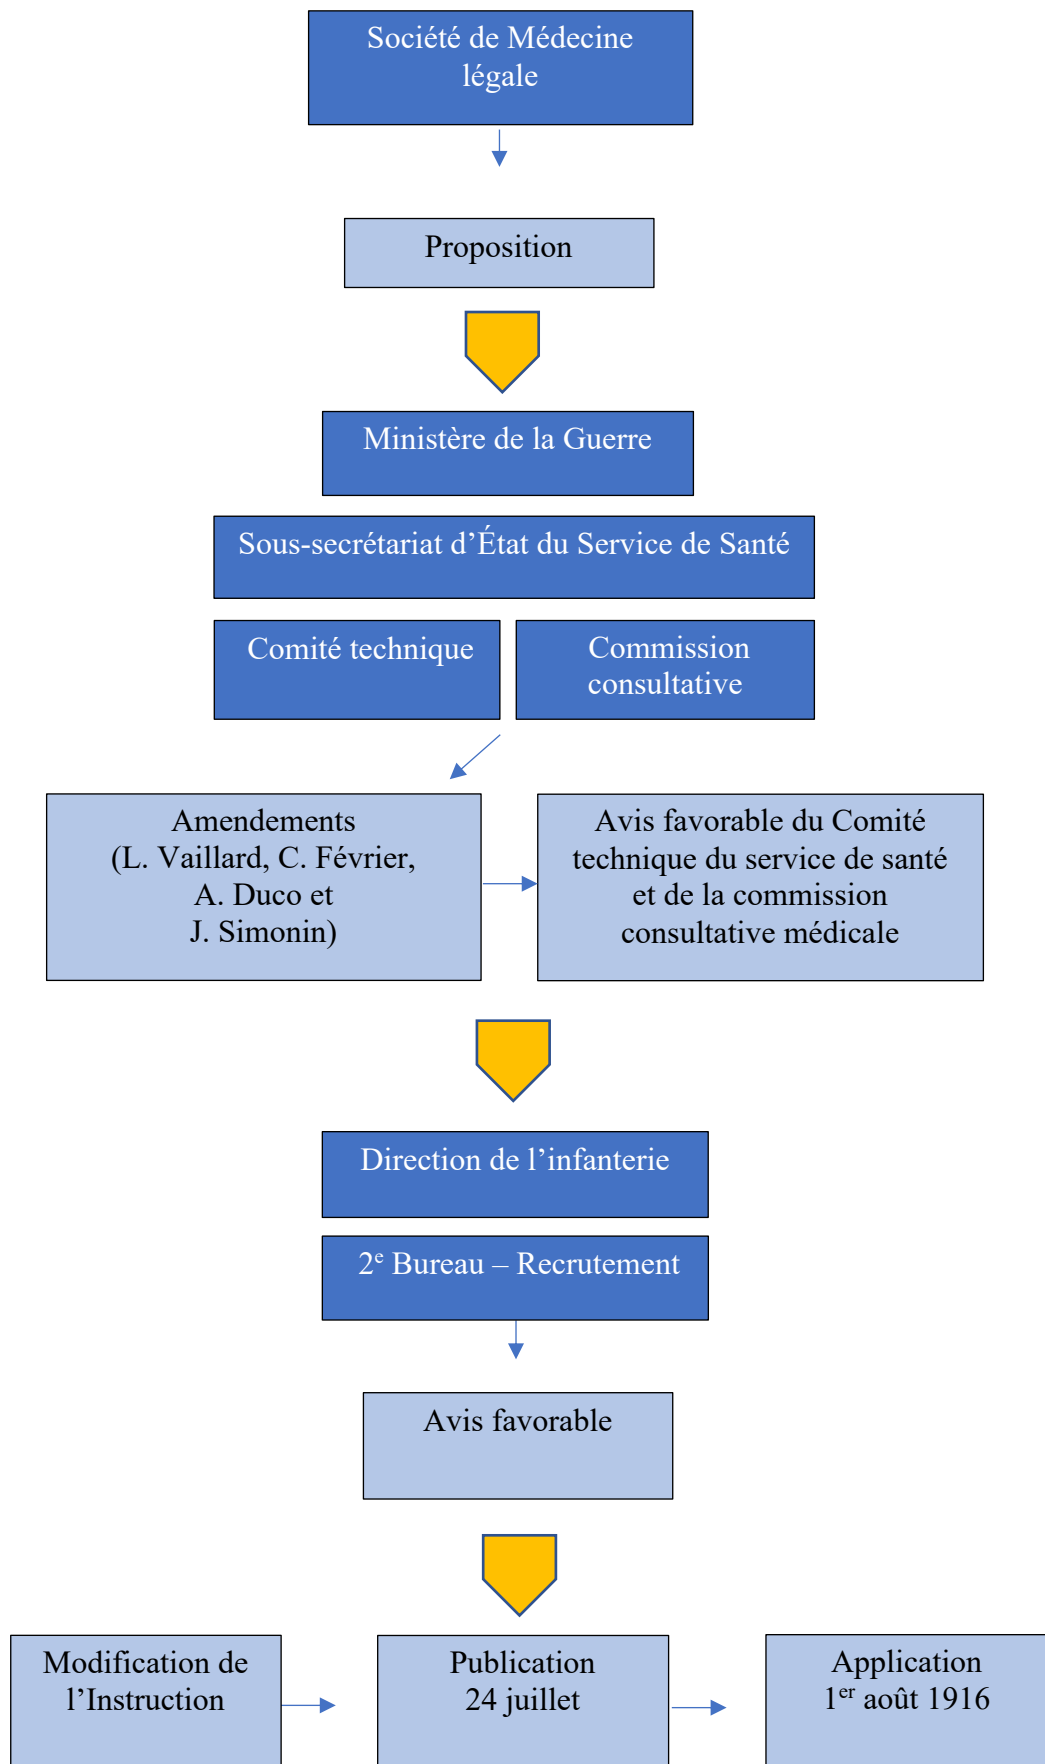 Société de Médecine
légale
Proposition
Ministère de la Guerre
Sous-secrétariat d’État du Service de Santé
Comité technique
Commission
consultative
Amendements
(L. Vaillard, C. Février,
A. Duco et
J. Simonin)
Avis favorable du Comité
technique du service de santé
et de la commission
consultative médicale
Direction de l’infanterie
2e Bureau – Recrutement
Avis favorable
Modification de
l’Instruction
Publication
24 juillet
Application
1er août 1916